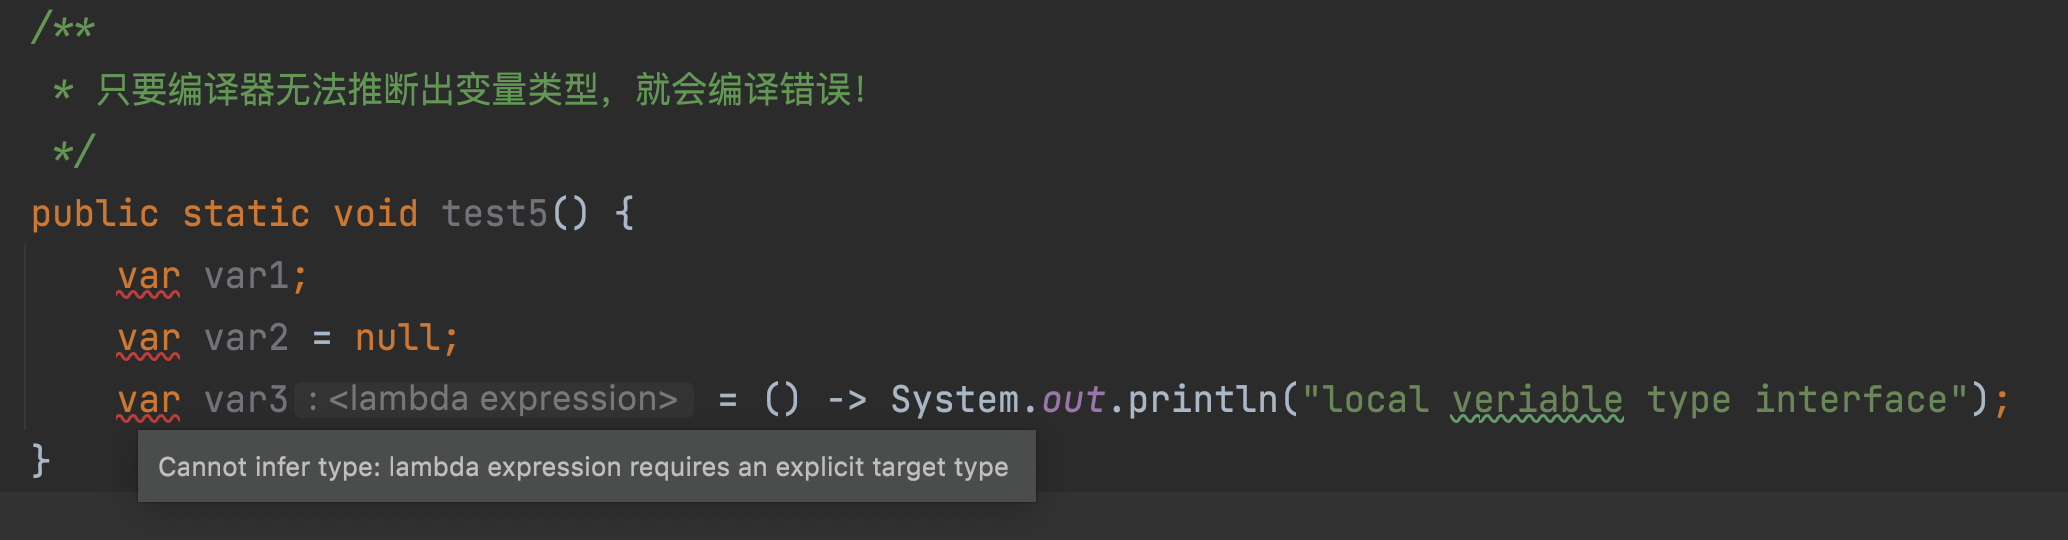 /**
 * 只要编译器无法推断出变量类型，就会编译错误！
 */
public static void test5() {
    var var1;
    var var2 = null;
    var var3 : <lambda expression> = () -> System.out.println("local veriable type interface");
}
Cannot infer type: lambda expression requires an explicit target type